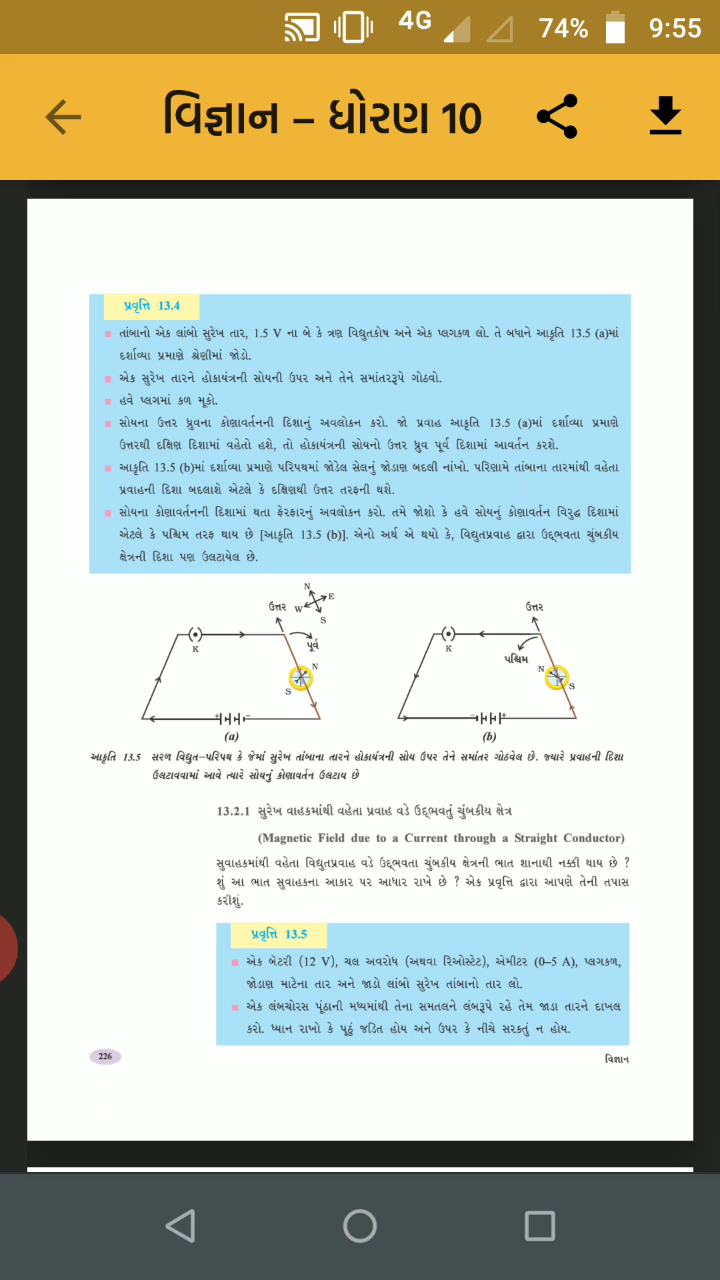 4G 74% 9:55
વિજ્ઞાન – ધોરણ 10
પ્રવૃત્તિ 13.4
તાંબાનો એક લાંબો સુરેખ તાર, 1.5 V ના બે કે ત્રણ વિદ્યુતકોષ અને એક પ્લગકળ લો. તે બધાને આકૃતિ 13.5 (a)માં
દર્શાવ્યા પ્રમાણે શ્રેણીમાં જોડો.
એક સુરેખ તારને હોકાયંત્રની સોયની ઉપર અને તેને સમાંતરરૂપે ગોઠવો.
હવે પ્લગમાં કળ મૂકો.
સોયના ઉત્તર ધ્રુવના કોણાવર્તનની દિશાનું અવલોકન કરો. જો પ્રવાહ આકૃતિ 13.5 (a)માં દર્શાવ્યા પ્રમાણે
ઉત્તરથી દક્ષિણ દિશામાં વહેતો હશે, તો હોકાયંત્રની સોયનો ઉત્તર ધ્રુવ પૂર્વ દિશામાં આવર્તન કરશે.
આકૃતિ 13.5 (b)માં દર્શાવ્યા પ્રમાણે પરિપથમાં જોડેલ સેલનું જોડાણ બદલી નાંખો. પરિણામે તાંબાના તારમાંથી વહેતા
પ્રવાહની દિશા બદલાશે એટલે કે દક્ષિણથી ઉત્તર તરફની થશે.
સોયના કોણાવર્તનની દિશામાં થતા ફેરફારનું અવલોકન કરો. તમે જોશો કે હવે સોયનું કોણાવર્તન વિરુદ્ધ દિશામાં
એટલે કે પશ્ચિમ તરફ થાય છે [આકૃતિ 13.5 (b)]. એનો અર્થ એ થયો કે, વિદ્યુતપ્રવાહ દ્વારા ઉદ્ભવતા ચુંબકીય
ક્ષેત્રની દિશા પણ ઉલટાયેલ છે.
N
E
W
S
ઉત્તર
પૂર્વ
K
N
S
+ −
(a)
ઉત્તર
પશ્ચિમ
K
N
S
− +
(b)
આકૃતિ 13.5 સરળ વિદ્યુત–પરિપથ કે જેમાં સુરેખ તાંબાના તારને હોકાયંત્રની સોય ઉપર તેને સમાંતર ગોઠવેલ છે. જ્યારે પ્રવાહની દિશા
ઉલટાવવામાં આવે ત્યારે સોયનું કોણાવર્તન ઉલટાય છે
13.2.1 સુરેખ વાહકમાંથી વહેતા પ્રવાહ વડે ઉદ્ભવતું ચુંબકીય ક્ષેત્ર
(Magnetic Field due to a Current through a Straight Conductor)
સુવાહકમાંથી વહેતા વિદ્યુતપ્રવાહ વડે ઉદ્ભવતા ચુંબકીય ક્ષેત્રની ભાત શાનાથી નક્કી થાય છે ?
શું આ ભાત સુવાહકના આકાર પર આધાર રાખે છે ? એક પ્રવૃત્તિ દ્વારા આપણે તેની તપાસ
કરીશું.
પ્રવૃત્તિ 13.5
એક બૅટરી (12 V), ચલ અવરોધ (અથવા રિઓસ્ટેટ), એમીટર (0–5 A), પ્લગકળ,
જોડાણ માટેના તાર અને જાડો લાંબો સુરેખ તાંબાનો તાર લો.
એક લંબચોરસ પૂંઠાની મધ્યમાંથી તેના સમતલને લંબરૂપે રહે તેમ જાડા તારને દાખલ
કરો. ધ્યાન રાખો કે પૂઠું જડિત હોય અને ઉપર કે નીચે સરકતું ન હોય.
226
વિજ્ઞાન